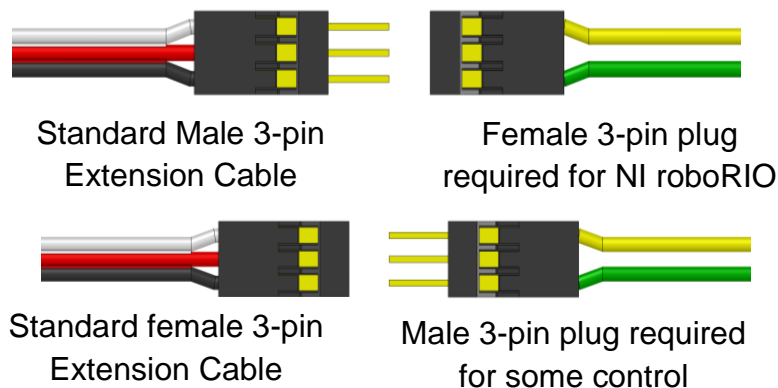 Standard Male 3-pin
Extension Cable
Female 3-pin plug
required for NI roboRIO
Standard female 3-pin
Extension Cable
Male 3-pin plug required
for some control